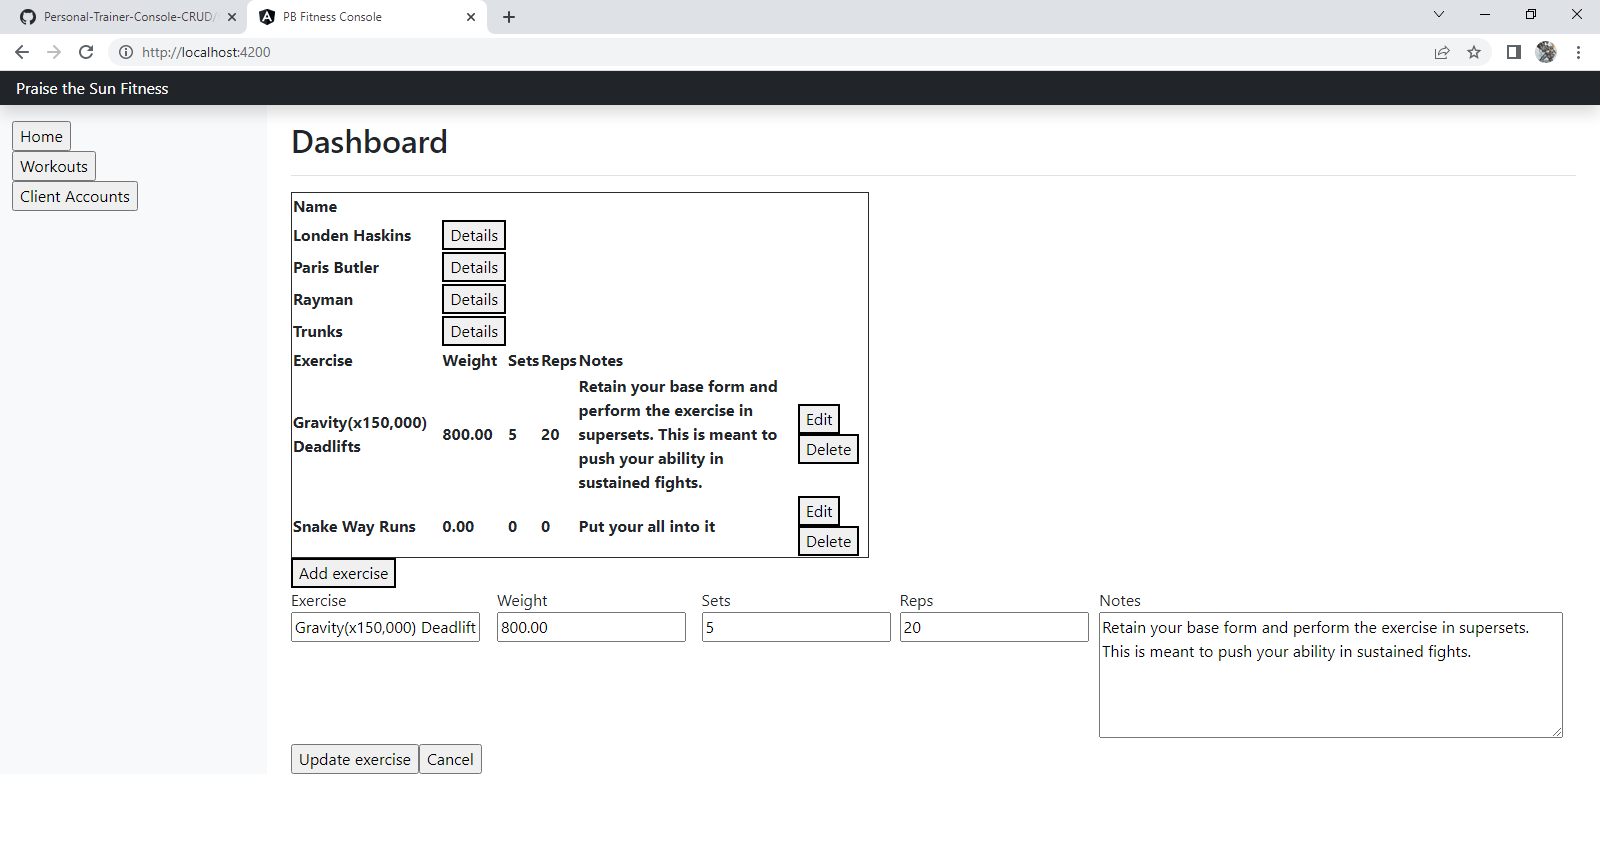 Personal-Trainer-Console-CRUD/
PB Fitness Console
http://localhost:4200
Praise the Sun Fitness
Home
Workouts
Client Accounts
Dashboard
Name
Londen Haskins Details
Paris Butler Details
Rayman Details
Trunks Details
Exercise Weight Sets Reps Notes
Gravity(x150,000) Deadlifts 800.00 5 20
Retain your base form and
perform the exercise in
supersets. This is meant to
push your ability in
sustained fights.
Edit
Delete
Snake Way Runs 0.00 0 0 Put your all into it
Edit
Delete
Add exercise
Exercise Weight Sets Reps Notes
Gravity(x150,000) Deadlift 800.00 5 20
Retain your base form and perform the exercise in supersets.
This is meant to push your ability in sustained fights.
Update exercise Cancel